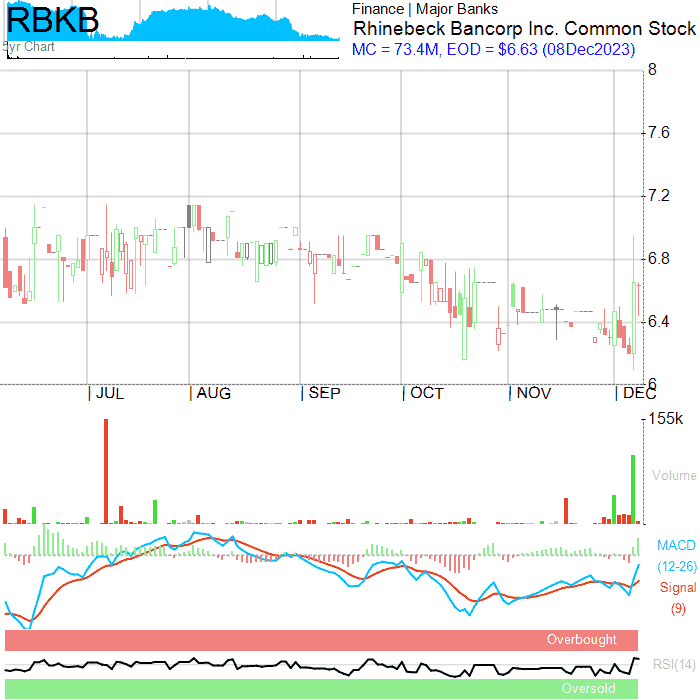 RBKB
5yr Chart
Finance | Major Banks
Rhinebeck Bancorp Inc. Common Stock
MC = 73.4M, EOD = $6.63 (08Dec2023)
8
7.6
7.2
6.8
6.4
6
JUL AUG SEP OCT NOV DEC
155k
Volume
MACD
(12-26)
Signal
(9)
Overbought
RSI(14)
Oversold